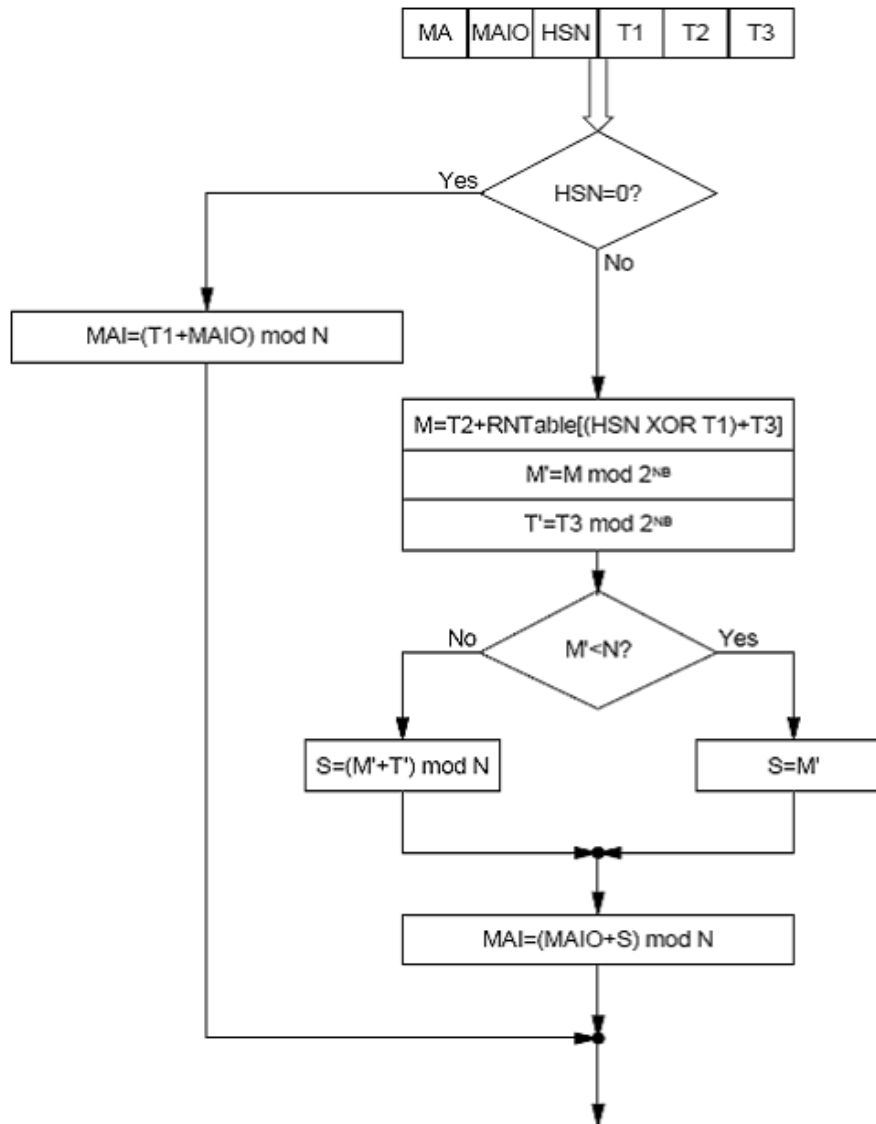 MA MAIO HSN T1 T2 T3
HSN=0?
Yes
No
MAI=(T1+MAIO) mod N
M=T2+RNTable[(HSN XOR T1)+T3]
M'=M mod 2ᴺᴮ
T'=T3 mod 2ᴺᴮ
M'<N?
No
Yes
S=(M'+T') mod N
S=M'
MAI=(MAIO+S) mod N